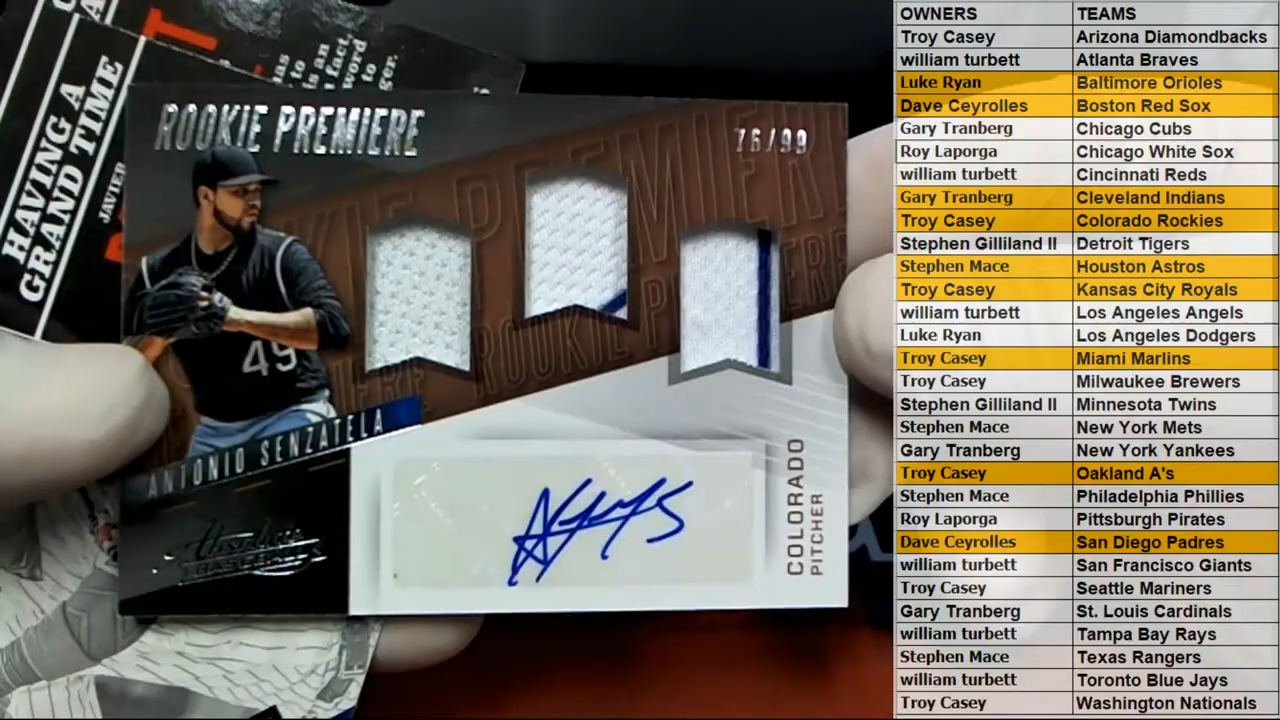 HAVING A
GRAND TIME
JAVIER
ROOKIE PREMIERE
76/99
49
ANTONIO SENZATELA
Absolute
BASEBALL
COLORADO
PITCHER
OWNERS TEAMS
Troy Casey Arizona Diamondbacks
william turbett Atlanta Braves
Luke Ryan Baltimore Orioles
Dave Ceyrolles Boston Red Sox
Gary Tranberg Chicago Cubs
Roy Laporga Chicago White Sox
william turbett Cincinnati Reds
Gary Tranberg Cleveland Indians
Troy Casey Colorado Rockies
Stephen Gilliland II Detroit Tigers
Stephen Mace Houston Astros
Troy Casey Kansas City Royals
william turbett Los Angeles Angels
Luke Ryan Los Angeles Dodgers
Troy Casey Miami Marlins
Troy Casey Milwaukee Brewers
Stephen Gilliland II Minnesota Twins
Stephen Mace New York Mets
Gary Tranberg New York Yankees
Troy Casey Oakland A's
Stephen Mace Philadelphia Phillies
Roy Laporga Pittsburgh Pirates
Dave Ceyrolles San Diego Padres
william turbett San Francisco Giants
Troy Casey Seattle Mariners
Gary Tranberg St. Louis Cardinals
william turbett Tampa Bay Rays
Stephen Mace Texas Rangers
william turbett Toronto Blue Jays
Troy Casey Washington Nationals